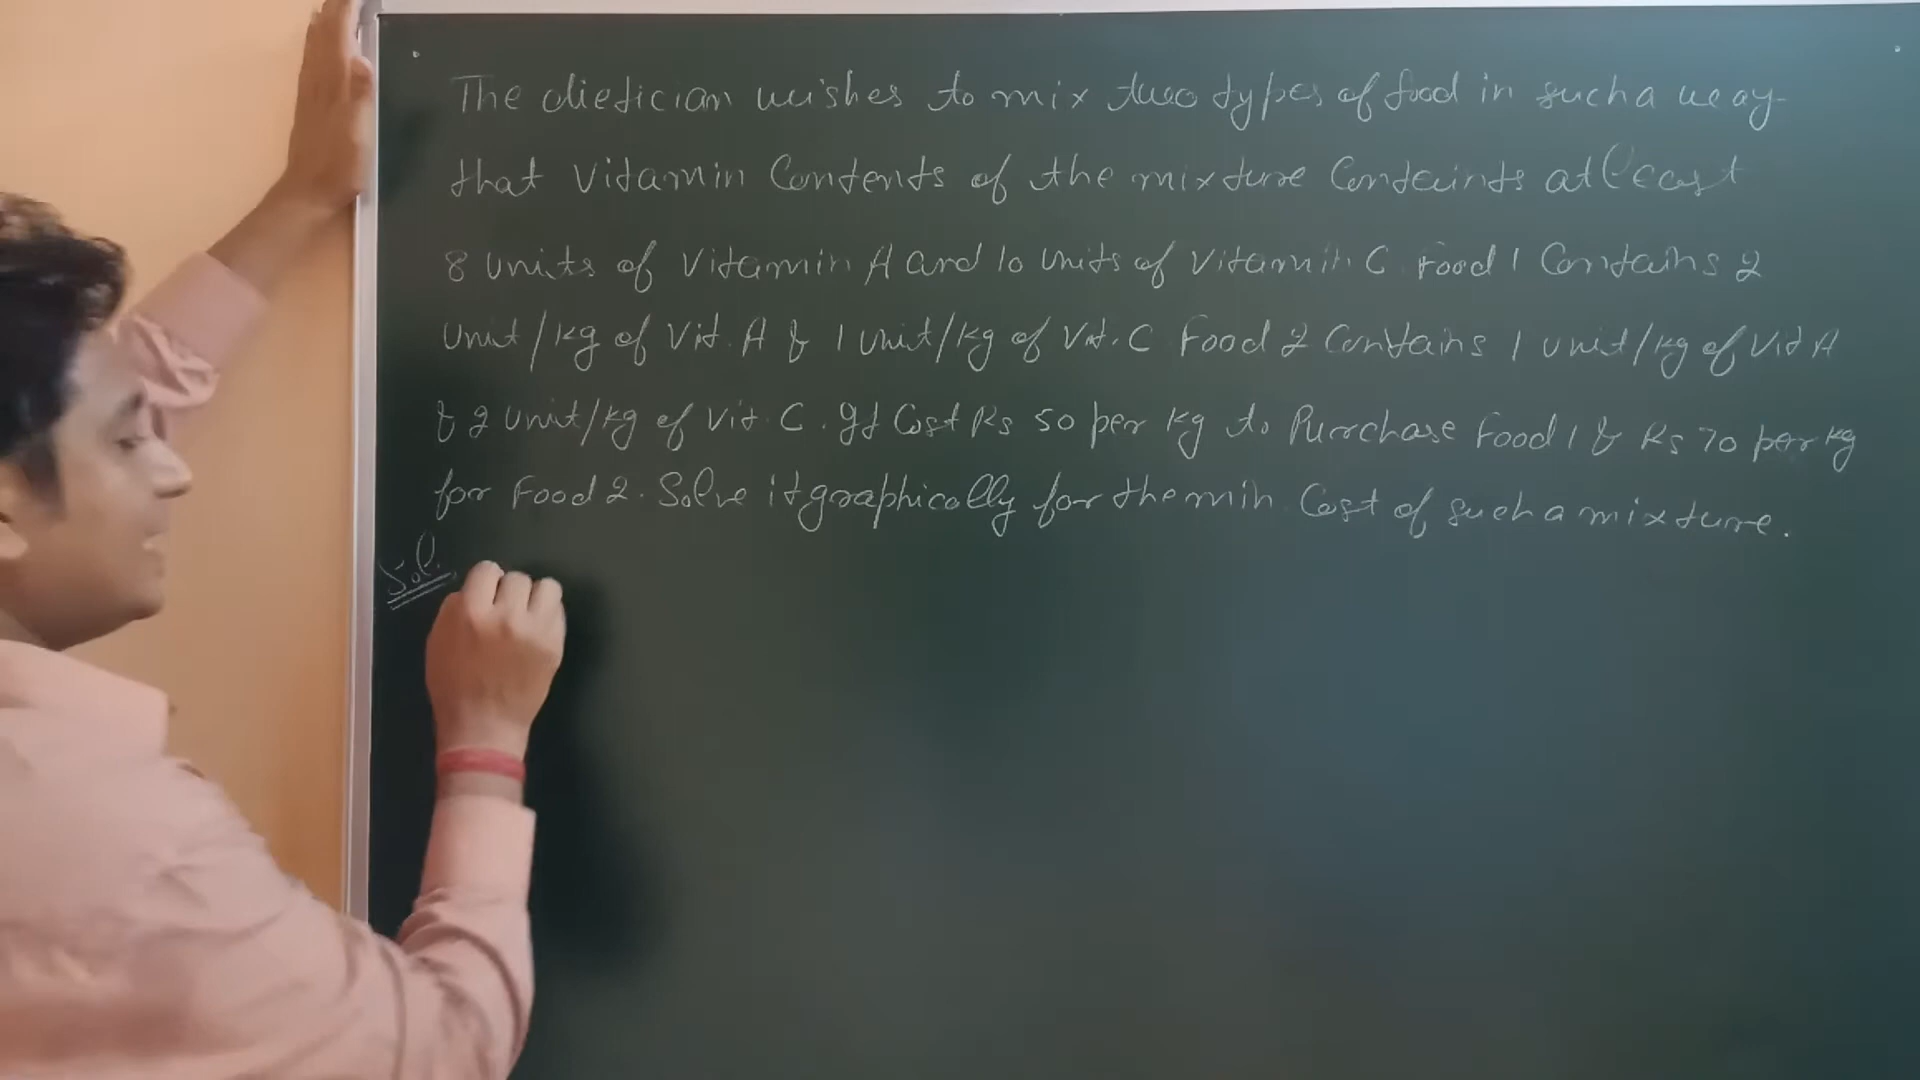 The dietician wishes to mix two types of food in such a way
that Vitamin Contents of the mixture Containts atleast
8 Units of Vitamin A and 10 Units of Vitamin C Food 1 Contains 2
Unit/kg of Vit. A & 1 Unit/kg of Vit. C Food 2 Contains 1 unit/kg of Vit A
& 2 Unit/kg of Vit. C. It Cost Rs 50 per kg to Purchase Food 1 & Rs 70 per kg
for Food 2. Solve it graphically for the min Cost of such a mixture.
Sol.